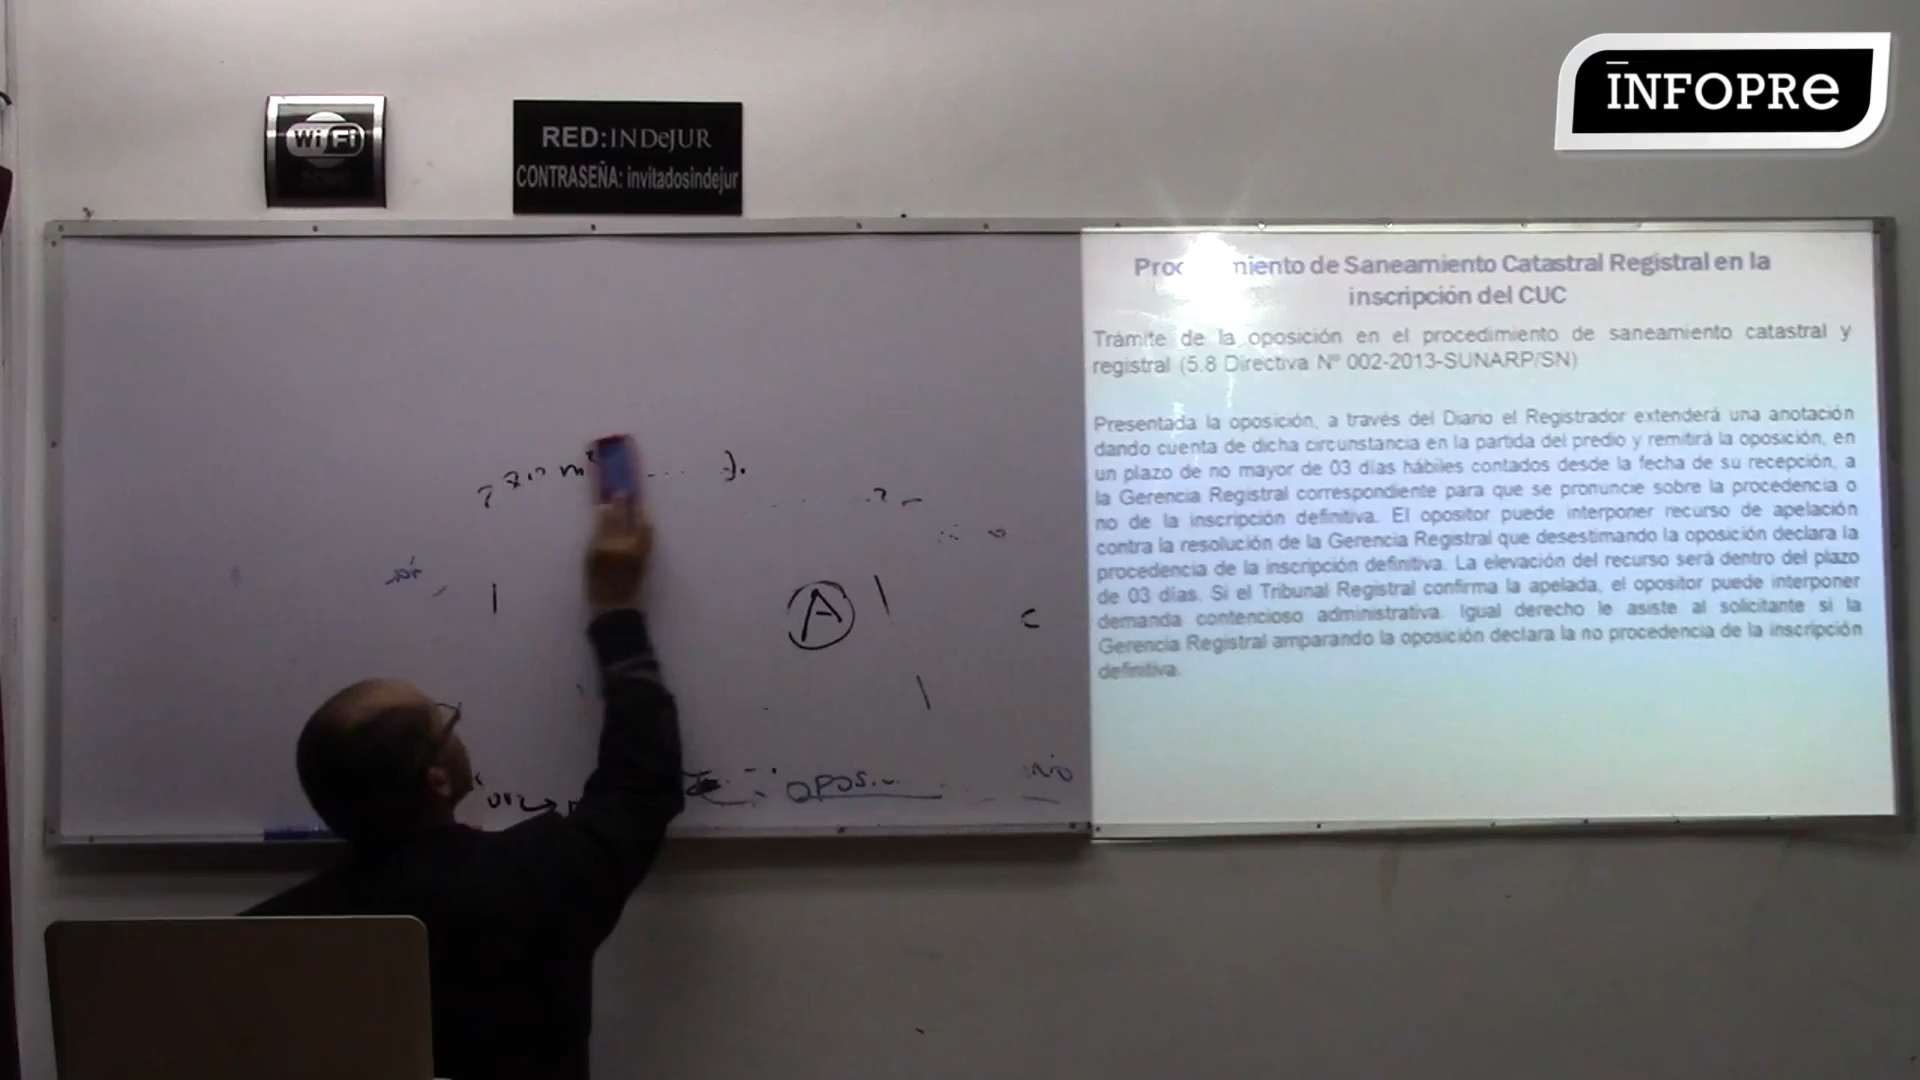 INFOPRe
WiFi
ZONE
RED:INDeJUR
CONTRASEÑA: invitadosindejur
Procedimiento de Saneamiento Catastral Registral en la
inscripción del CUC
Trámite de la oposición en el procedimiento de saneamiento catastral y
registral (5.8 Directiva Nº 002-2013-SUNARP/SN)
Presentada la oposición, a través del Diario el Registrador extenderá una anotación
dando cuenta de dicha circunstancia en la partida del predio y remitirá la oposición, en
un plazo de no mayor de 03 días hábiles contados desde la fecha de su recepción, a
la Gerencia Registral correspondiente para que se pronuncie sobre la procedencia o
no de la inscripción definitiva. El opositor puede interponer recurso de apelación
contra la resolución de la Gerencia Registral que desestimando la oposición declara la
procedencia de la inscripción definitiva. La elevación del recurso será dentro del plazo
de 03 días. Si el Tribunal Registral confirma la apelada, el opositor puede interponer
demanda contencioso administrativa. Igual derecho le asiste al solicitante si la
Gerencia Registral amparando la oposición declara la no procedencia de la inscripción
definitiva.
A
OPOSI